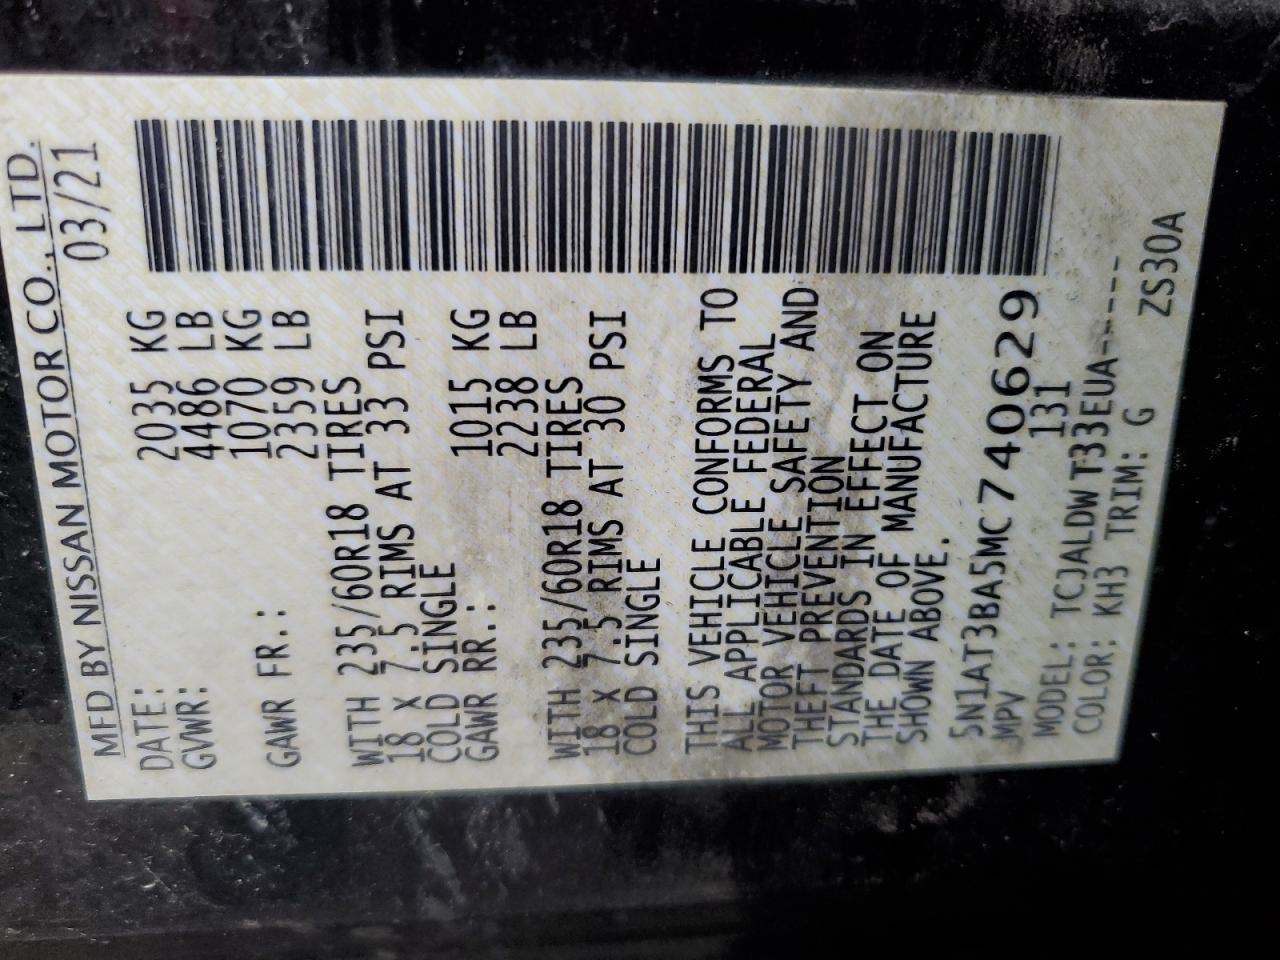 MFD BY NISSAN MOTOR CO., LTD.
DATE: 03/21
GVWR: 2035 KG
4486 LB
GAWR FR.: 1070 KG
2359 LB
WITH 235/60R18 TIRES
18 X 7.5 RIMS AT 33 PSI
COLD SINGLE
GAWR RR.: 1015 KG
2238 LB
WITH 235/60R18 TIRES
18 X 7.5 RIMS AT 30 PSI
COLD SINGLE
THIS VEHICLE CONFORMS TO
ALL APPLICABLE FEDERAL
MOTOR VEHICLE SAFETY AND
THEFT PREVENTION
STANDARDS IN EFFECT ON
THE DATE OF MANUFACTURE
SHOWN ABOVE.
5N1AT3BA5MC740629
MPV 131
MODEL: TCJALDWT33EUA-----
COLOR: KH3 TRIM: G
ZS30A